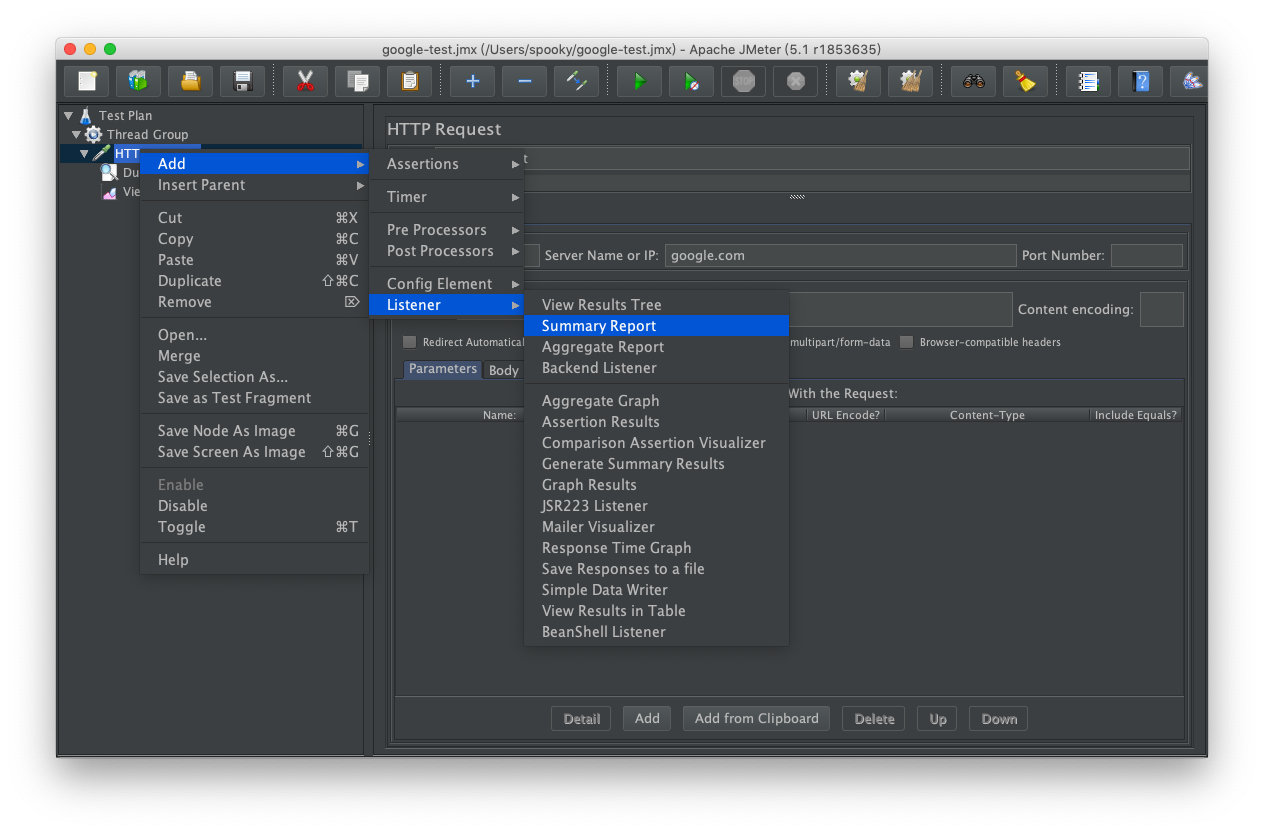 google-test.jmx (/Users/spooky/google-test.jmx) - Apache JMeter (5.1 r1853635)
STOP
Test Plan
Thread Group
HTT
Du
Vie
Add
Insert Parent
Cut ⌘X
Copy ⌘C
Paste ⌘V
Duplicate ⇧⌘C
Remove ⌦
Open...
Merge
Save Selection As...
Save as Test Fragment
Save Node As Image ⌘G
Save Screen As Image ⇧⌘G
Enable
Disable
Toggle ⌘T
Help
Assertions
Timer
Pre Processors
Post Processors
Config Element
Listener
View Results Tree
Summary Report
Aggregate Report
Backend Listener
Aggregate Graph
Assertion Results
Comparison Assertion Visualizer
Generate Summary Results
Graph Results
JSR223 Listener
Mailer Visualizer
Response Time Graph
Save Responses to a file
Simple Data Writer
View Results in Table
BeanShell Listener
HTTP Request
t
Server Name or IP: google.com Port Number:
Content encoding:
Redirect Automatical multipart/form-data Browser-compatible headers
Parameters Body
With the Request:
Name: URL Encode? Content-Type Include Equals?
Detail Add Add from Clipboard Delete Up Down